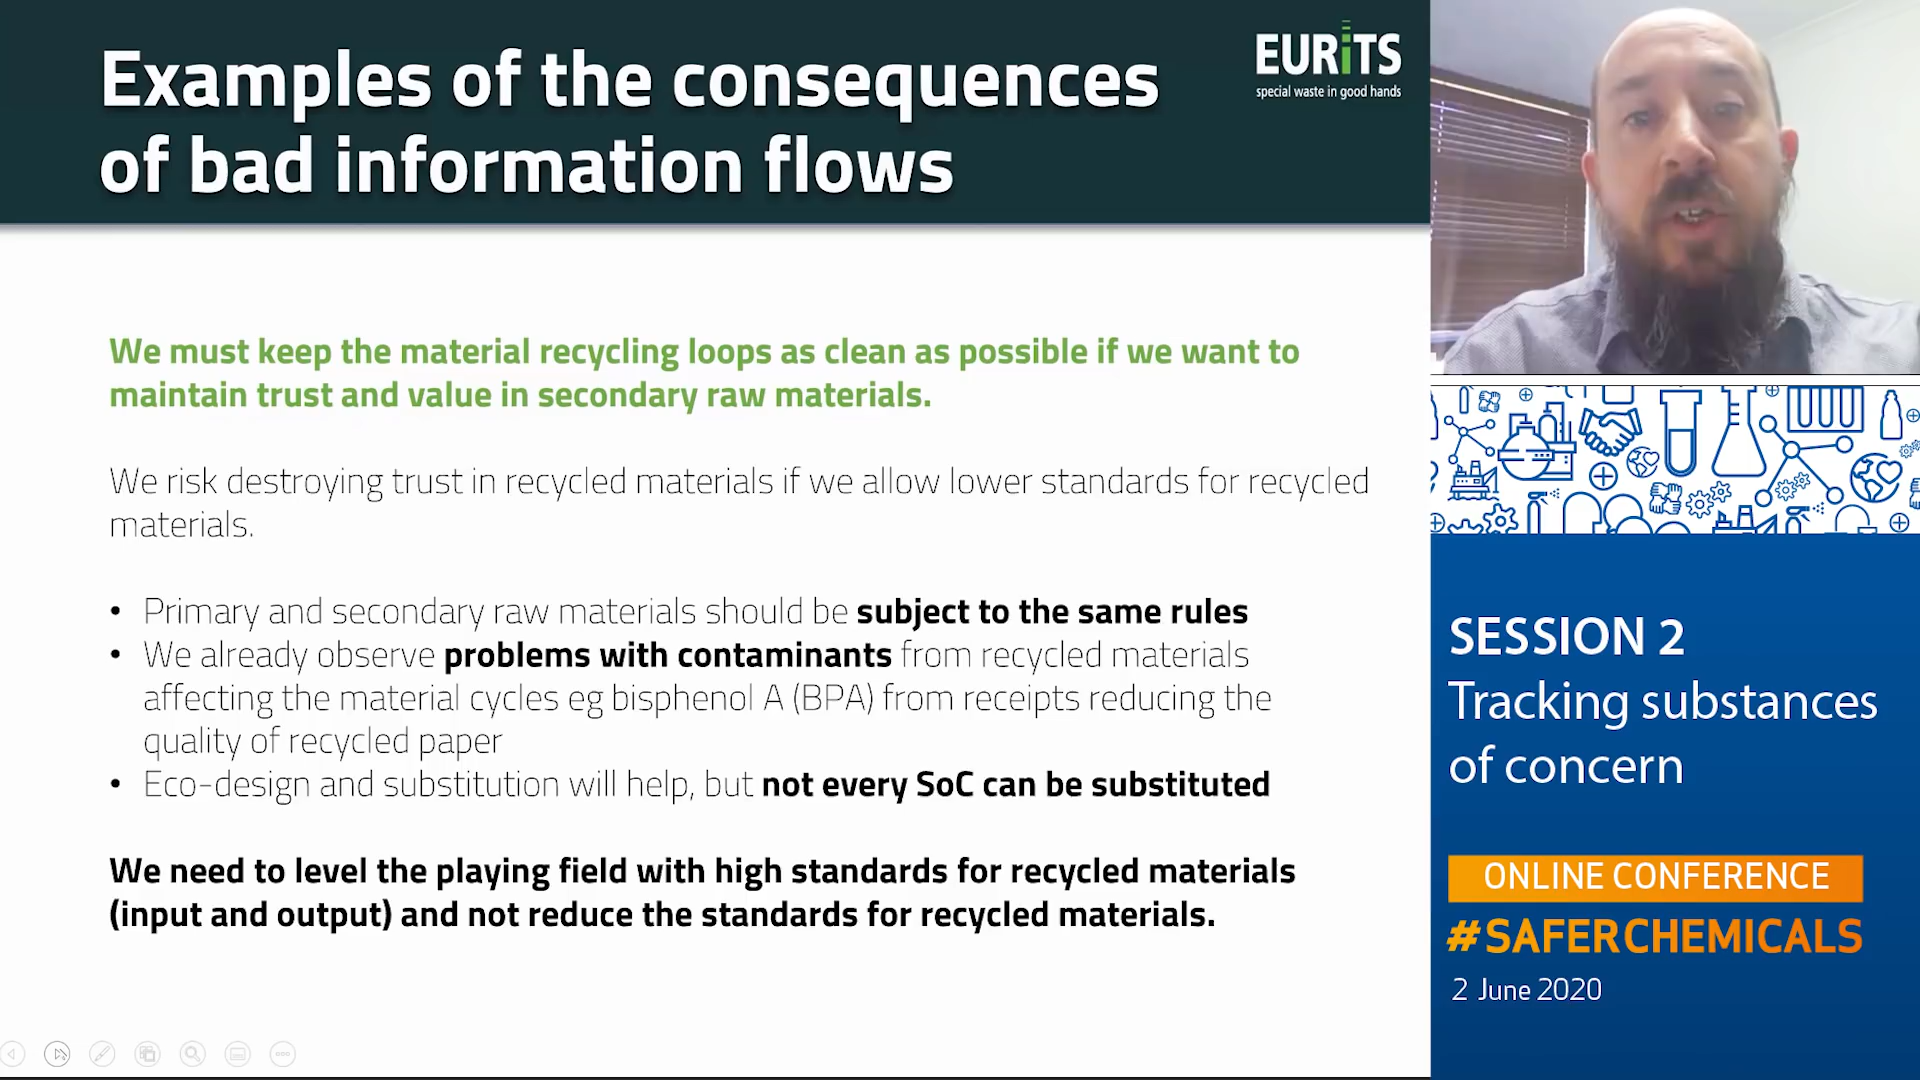 Examples of the consequences
of bad information flows
EURiTS
special waste in good hands
We must keep the material recycling loops as clean as possible if we want to
maintain trust and value in secondary raw materials.
We risk destroying trust in recycled materials if we allow lower standards for recycled
materials.
• Primary and secondary raw materials should be subject to the same rules
• We already observe problems with contaminants from recycled materials
affecting the material cycles eg bisphenol A (BPA) from receipts reducing the
quality of recycled paper
• Eco-design and substitution will help, but not every SoC can be substituted
We need to level the playing field with high standards for recycled materials
(input and output) and not reduce the standards for recycled materials.
SESSION 2
Tracking substances
of concern
ONLINE CONFERENCE
#SAFERCHEMICALS
2 June 2020